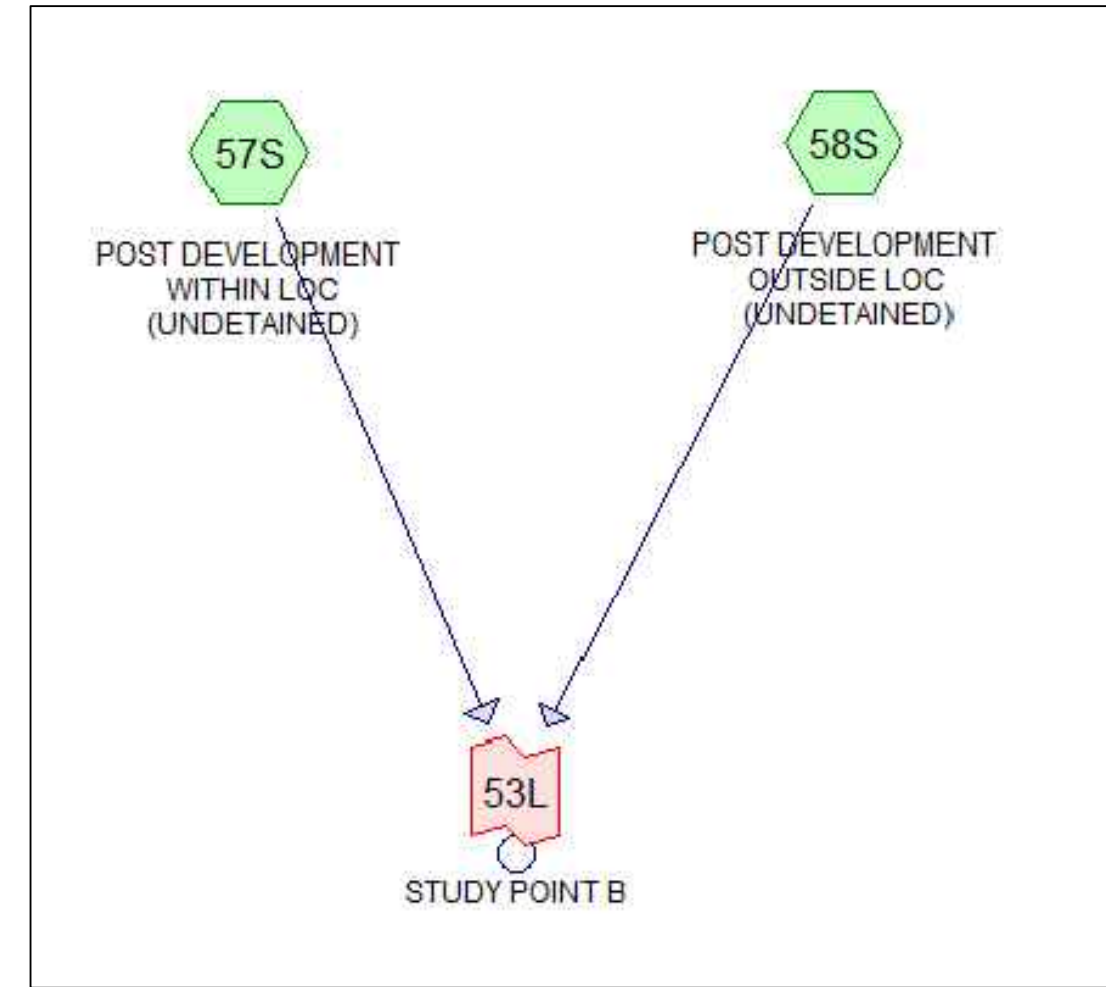 57S
POST DEVELOPMENT
WITHIN LOC
(UNDETAINED)
58S
POST DEVELOPMENT
OUTSIDE LOC
(UNDETAINED)
53L
STUDY POINT B